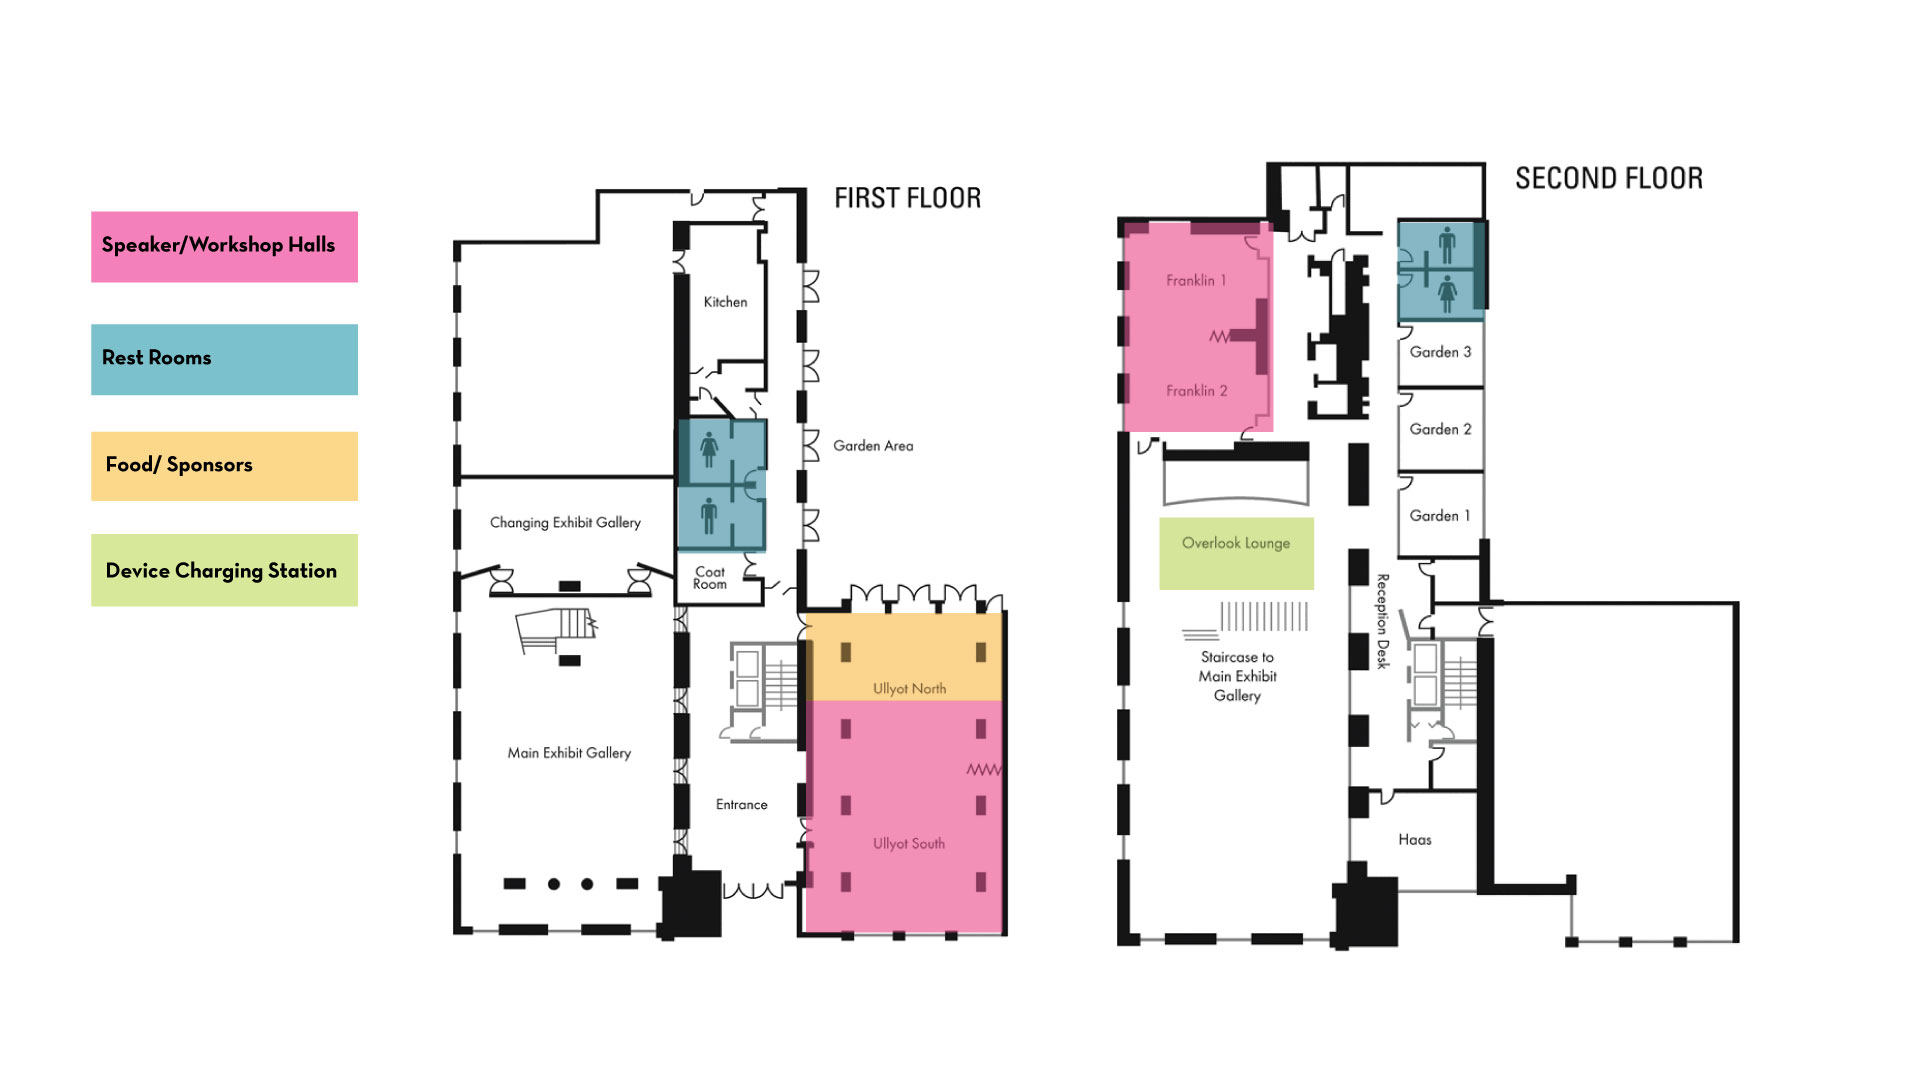 Speaker/Workshop Halls
Rest Rooms
Food/ Sponsors
Device Charging Station
FIRST FLOOR
Kitchen
Garden Area
Changing Exhibit Gallery
Coat
Room
Ullyot North
Main Exhibit Gallery
Entrance
Ullyot South
SECOND FLOOR
Franklin 1
Franklin 2
Garden 3
Garden 2
Garden 1
Overlook Lounge
Reception Desk
Staircase to
Main Exhibit
Gallery
Haas